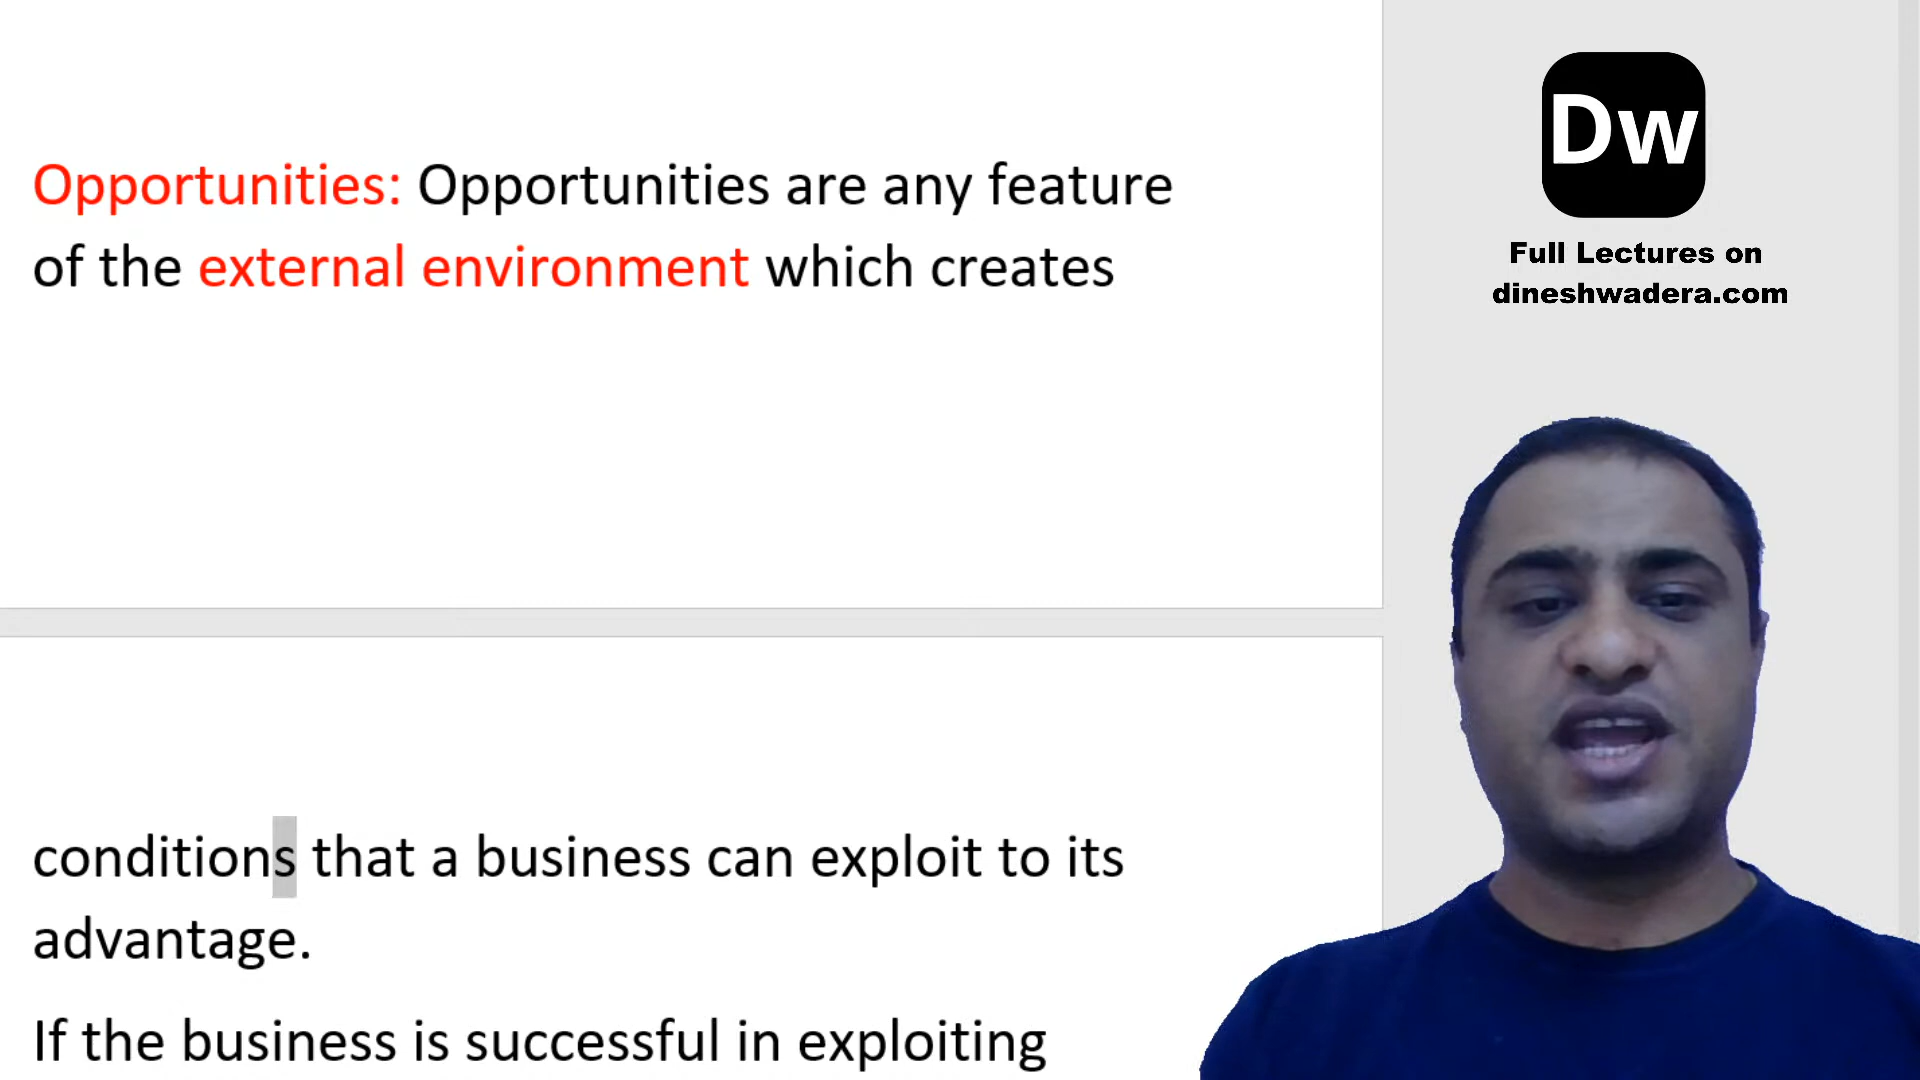 Opportunities: Opportunities are any feature
of the external environment which creates
conditions that a business can exploit to its
advantage.
If the business is successful in exploiting
Dw
Full Lectures on
dineshwadera.com